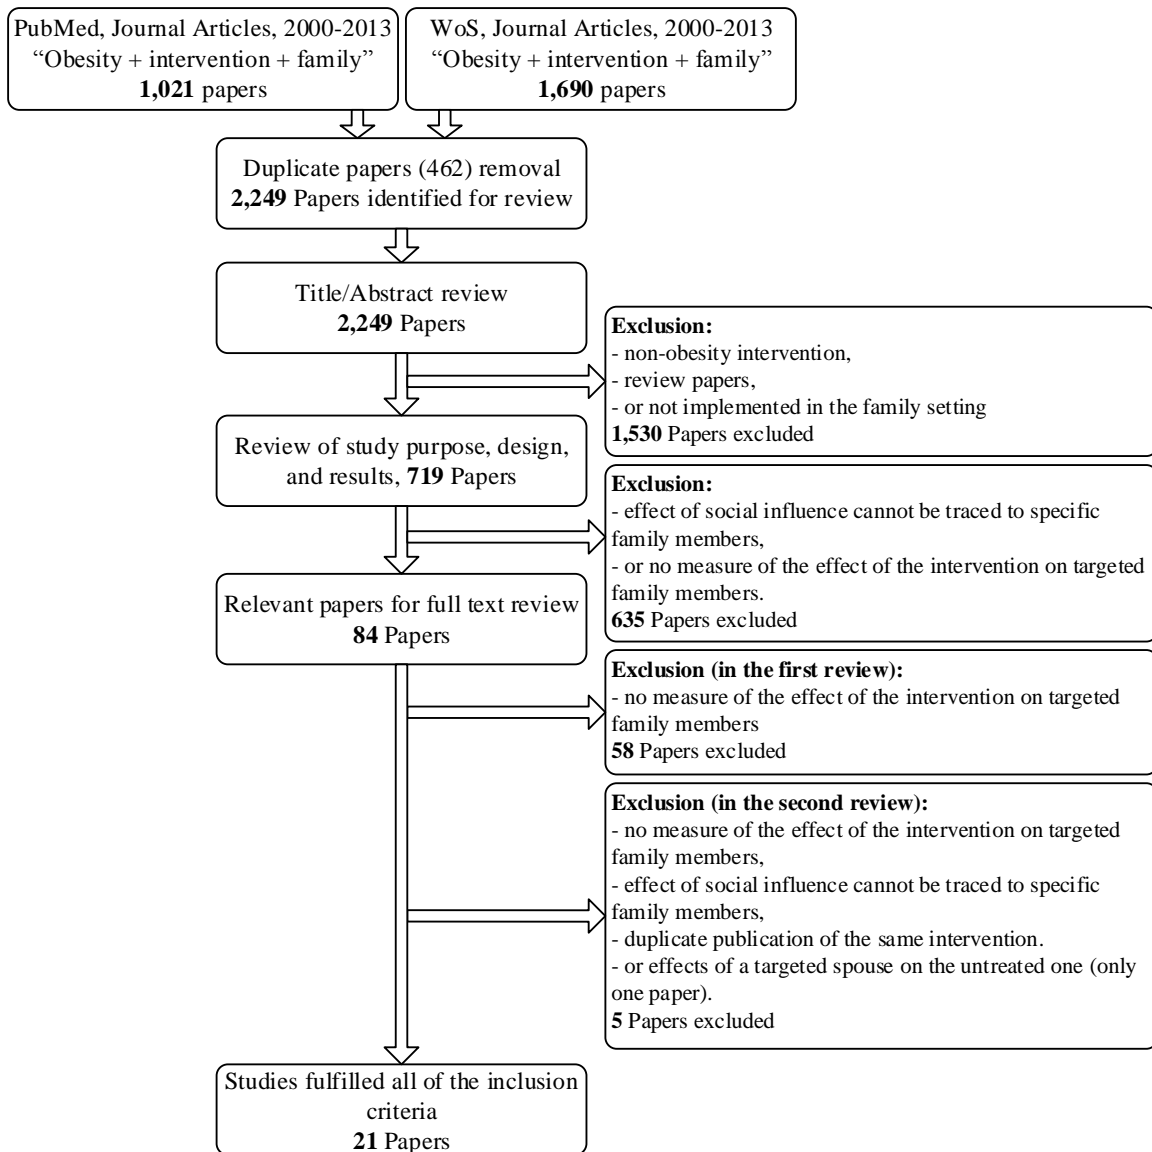 PubMed, Journal Articles, 2000-2013
“Obesity + intervention + family”
1,021 papers
WoS, Journal Articles, 2000-2013
“Obesity + intervention + family”
1,690 papers
Duplicate papers (462) removal
2,249 Papers identified for review
Title/Abstract review
2,249 Papers
Exclusion:
- non-obesity intervention,
- review papers,
- or not implemented in the family setting
1,530 Papers excluded
Review of study purpose, design,
and results, 719 Papers
Exclusion:
- effect of social influence cannot be traced to specific
family members,
- or no measure of the effect of the intervention on targeted
family members.
635 Papers excluded
Relevant papers for full text review
84 Papers
Exclusion (in the first review):
- no measure of the effect of the intervention on targeted
family members
58 Papers excluded
Exclusion (in the second review):
- no measure of the effect of the intervention on targeted
family members,
- effect of social influence cannot be traced to specific
family members,
- duplicate publication of the same intervention.
- or effects of a targeted spouse on the untreated one (only
one paper).
5 Papers excluded
Studies fulfilled all of the inclusion
criteria
21 Papers